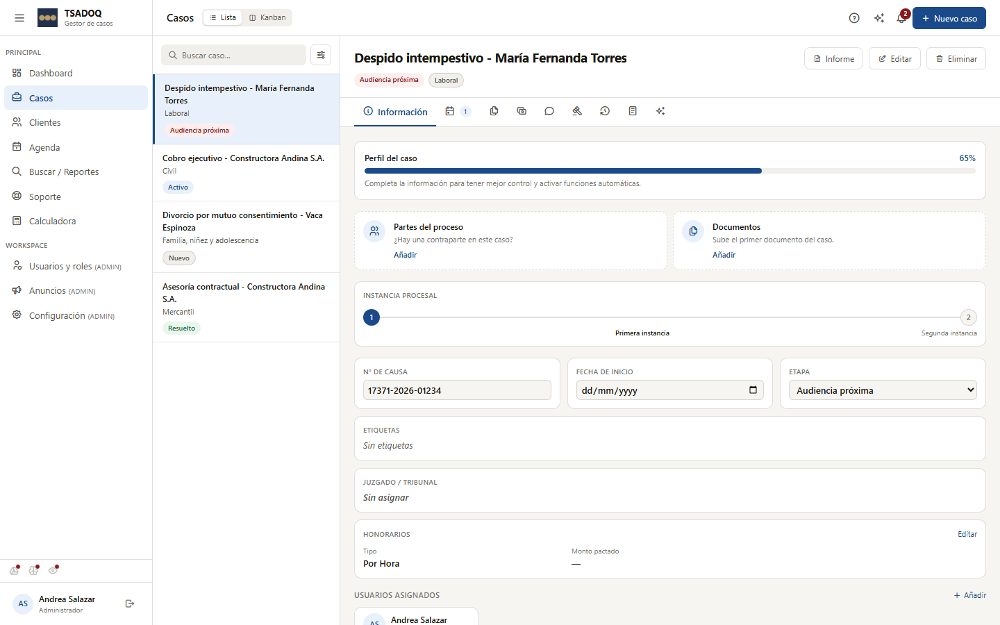 TSADOQ
Gestor de casos
PRINCIPAL
Dashboard
Casos
Clientes
Agenda
Buscar / Reportes
Soporte
Calculadora
WORKSPACE
Usuarios y roles (ADMIN)
Anuncios (ADMIN)
Configuración (ADMIN)
AS
Andrea Salazar
Administrador
Casos
Lista
Kanban
2
+ Nuevo caso
Buscar caso...
Despido intempestivo - María Fernanda
Torres
Laboral
Audiencia próxima
Cobro ejecutivo - Constructora Andina S.A.
Civil
Activo
Divorcio por mutuo consentimiento - Vaca
Espinoza
Familia, niñez y adolescencia
Nuevo
Asesoría contractual - Constructora Andina
S.A.
Mercantil
Resuelto
Despido intempestivo - María Fernanda Torres
Informe
Editar
Eliminar
Audiencia próxima
Laboral
Información
1
Perfil del caso
65%
Completa la información para tener mejor control y activar funciones automáticas.
Partes del proceso
¿Hay una contraparte en este caso?
Añadir
Documentos
Sube el primer documento del caso.
Añadir
INSTANCIA PROCESAL
1
2
Primera instancia
Segunda instancia
N° DE CAUSA
17371-2026-01234
FECHA DE INICIO
dd/mm/yyyy
ETAPA
Audiencia próxima
ETIQUETAS
Sin etiquetas
JUZGADO / TRIBUNAL
Sin asignar
HONORARIOS
Editar
Tipo
Monto pactado
Por Hora
—
USUARIOS ASIGNADOS
+ Añadir
AS
Andrea Salazar